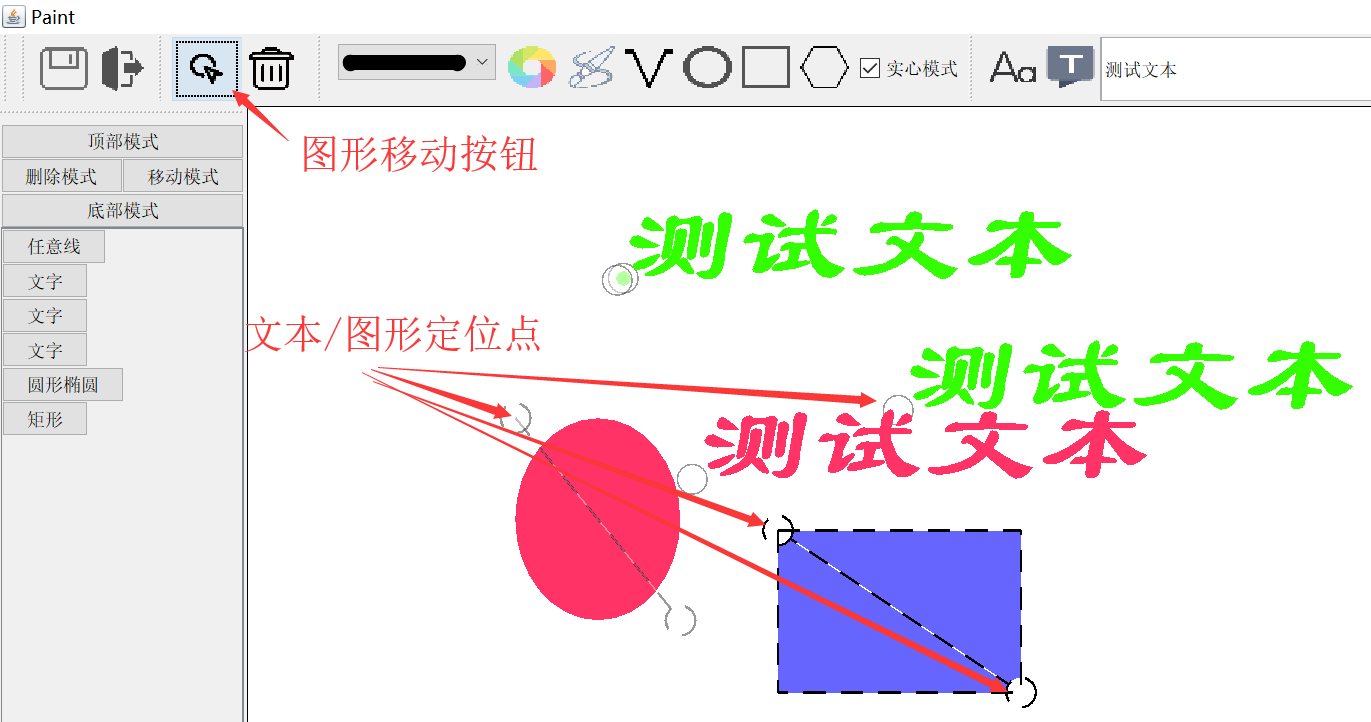 Paint
Aa
T
实心模式
测试文本
顶部模式
图形移动按钮
删除模式
移动模式
底部模式
测试文本
任意线
文字
文字
文本/图形定位点
文字
测试文本
圆形椭圆
矩形
测试文本